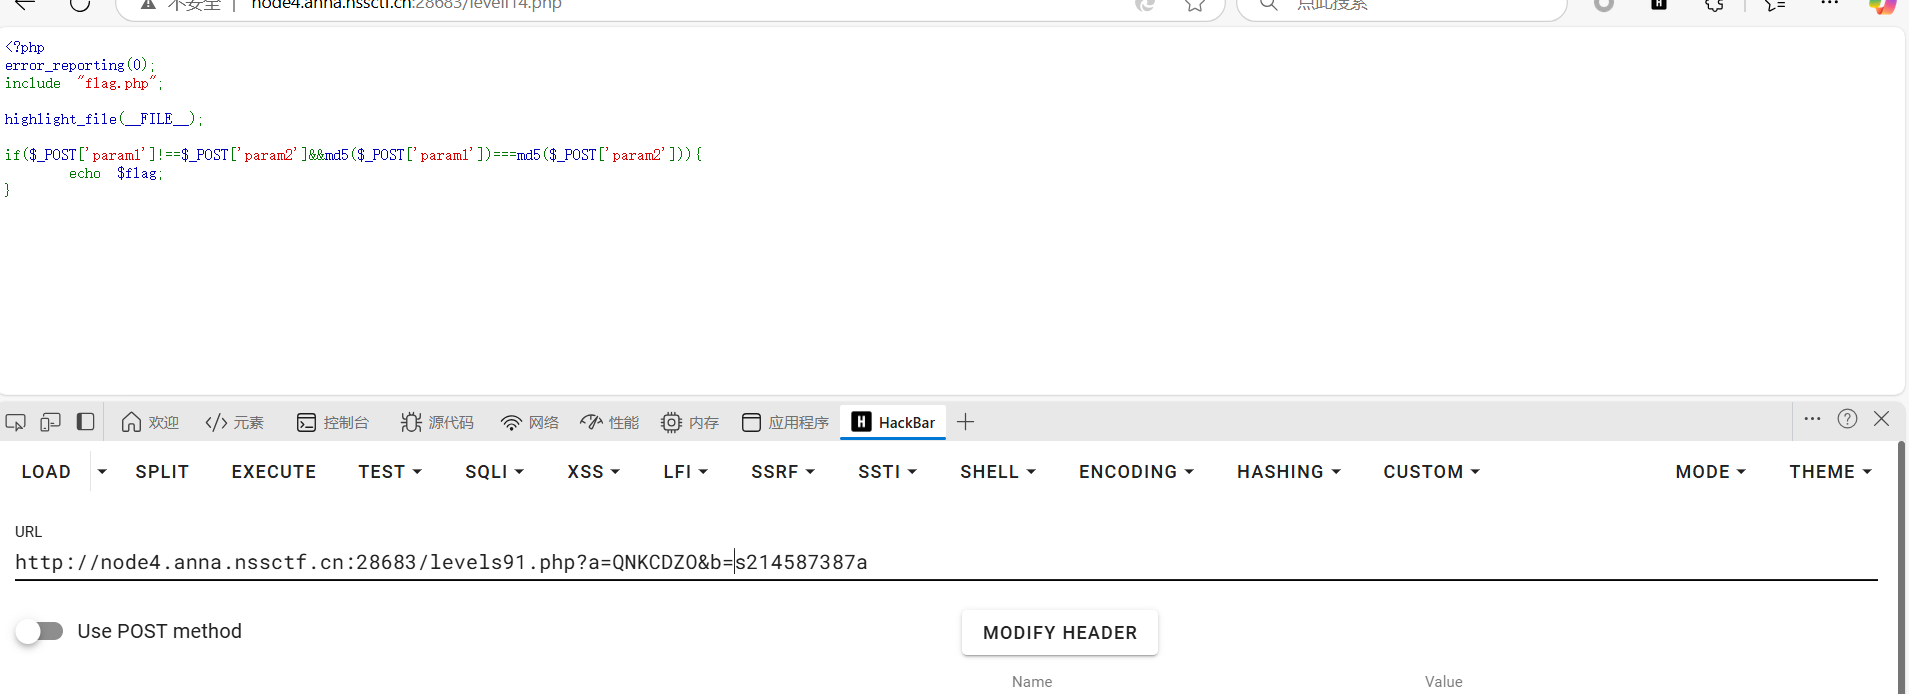 不安全 | node4.anna.nssctf.cn:28683/level14.php
点此搜索
<?php
error_reporting(0);
include "flag.php";
highlight_file(__FILE__);
if($_POST['param1']!==$_POST['param2']&&md5($_POST['param1'])===md5($_POST['param2'])){
echo $flag;
}
欢迎 </> 元素 控制台 源代码 网络 性能 内存 应用程序 H HackBar
LOAD SPLIT EXECUTE TEST SQLI XSS LFI SSRF SSTI SHELL ENCODING HASHING CUSTOM MODE THEME
URL
http://node4.anna.nssctf.cn:28683/levels91.php?a=QNKCDZO&b=s214587387a
Use POST method MODIFY HEADER
Name Value